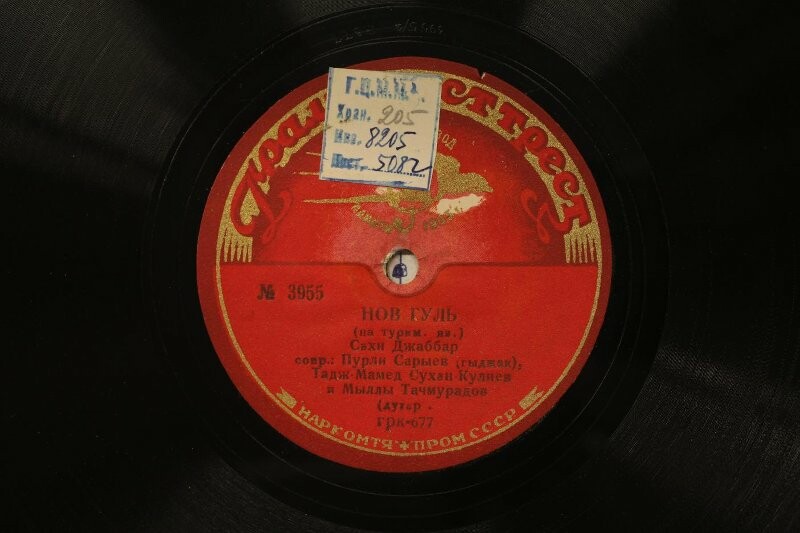 Г.Ц.М.М.
Хран. 205
Инв. 8205
Пост. 5082
№ 3955
НОВ ГУЛЬ
(на туркм. яз.)
Сахи Джаббар
сопр.: Пурли Сарыев (гыджак),
Тадж-Мамед Сухан-Кулиев
и Мыллы Тачмурадов
(дутар
грк-677
НАРКОМТЯЖПРОМ СССР